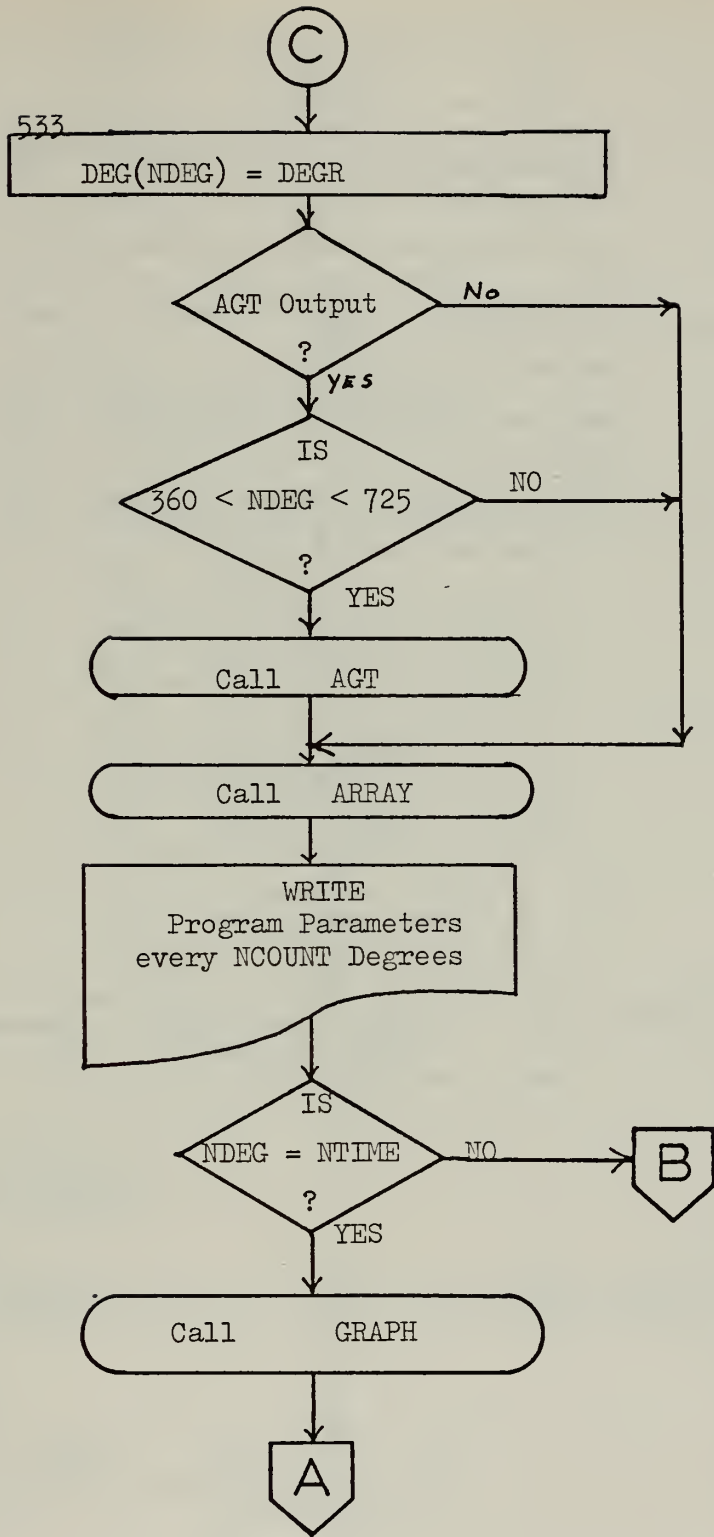 C
533
DEG(NDEG) = DEGR
AGT Output
?
No
YES
IS
360 < NDEG < 725
?
NO
YES
Call AGT
Call ARRAY
WRITE
Program Parameters
every NCOUNT Degrees
IS
NDEG = NTIME
?
NO
B
YES
Call GRAPH
A